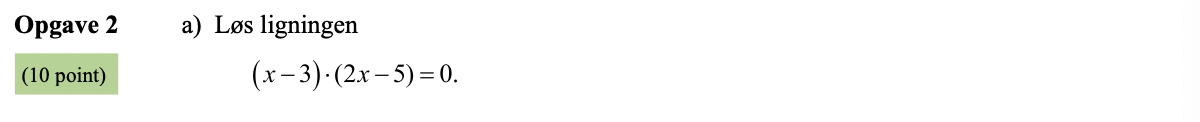 Opgave 2 a) Løs ligningen
(10 point) (x−3)·(2x−5)=0.